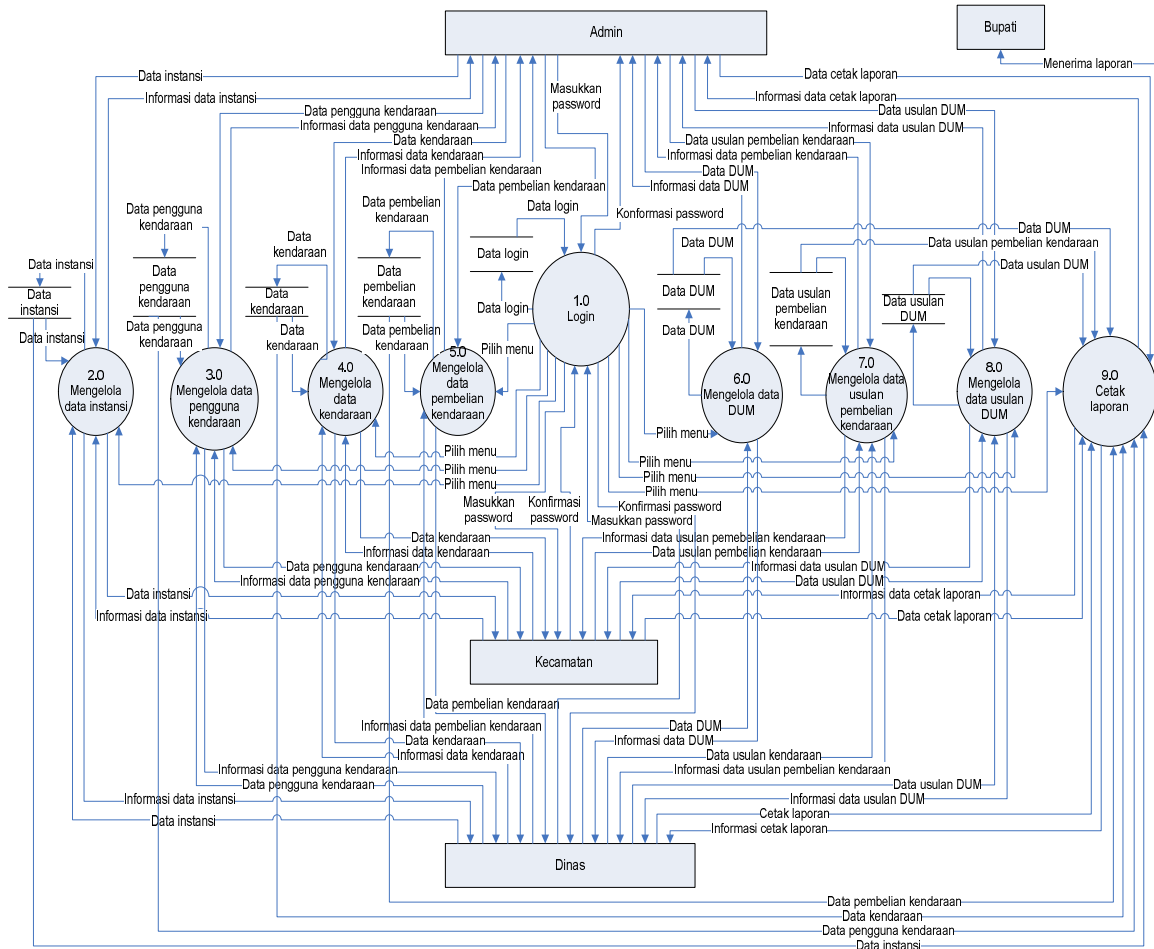 Admin
Bupati
Menerima laporan
Data instansi
Data cetak laporan
Masukkan
password
Informasi data instansi
Informasi data cetak laporan
Data pengguna kendaraan
Data usulan DUM
Informasi data pengguna kendaraan
Informasi data usulan DUM
Data kendaraan
Data usulan pembelian kendaraan
Informasi data kendaraan
Informasi data pembelian kendaraan
Informasi data pembelian kendaraan
Data DUM
Data pembelian kendaraan
Informasi data DUM
Data pengguna
kendaraan
Data pembelian
kendaraan
Data login
Konformasi password
Data
kendaraan
Data DUM
Data DUM
Data usulan pembelian kendaraan
Data instansi
Data
pengguna
kendaraan
Data
pembelian
kendaraan
Data login
Data usulan DUM
Data
instansi
Data
kendaraan
Data DUM
Data usulan
pembelian
kendaraan
Data usulan
DUM
1.0
Login
Data login
Data instansi
Data pengguna
kendaraan
Data
kendaraan
Data pembelian
kendaraan
Data DUM
Pilih menu
2.0
Mengelola
data instansi
3.0
Mengelola data
pengguna
kendaraan
4.0
Mengelola
data
kendaraan
5.0
Mengelola
data
pembelian
kendaraan
6.0
Mengelola data
DUM
7.0
Mengelola data
usulan
pembelian
kendaraan
8.0
Mengelola
data usulan
DUM
9.0
Cetak
laporan
Pilih menu
Pilih menu
Pilih menu
Pilih menu
Pilih menu
Pilih menu
Pilih menu
Masukkan
password
Konfirmasi
password
Konfirmasi password
Masukkan password
Data kendaraan
Informasi data usulan pemebelian kendaraan
Informasi data kendaraan
Data usulan pembelian kendaraan
Data pengguna kendaraan
Informasi data usulan DUM
Informasi data pengguna kendaraan
Data usulan DUM
Data instansi
Informasi data cetak laporan
Informasi data instansi
Data cetak laporan
Kecamatan
Data pembelian kendaraan
Informasi data pembelian kendaraan
Data DUM
Data kendaraan
Informasi data DUM
Informasi data kendaraan
Data usulan kendaraan
Informasi data pengguna kendaraan
Informasi data usulan pembelian kendaraan
Data pengguna kendaraan
Data usulan DUM
Informasi data instansi
Informasi data usulan DUM
Data instansi
Cetak laporan
Informasi cetak laporan
Dinas
Data pembelian kendaraan
Data kendaraan
Data pengguna kendaraan
Data instansi